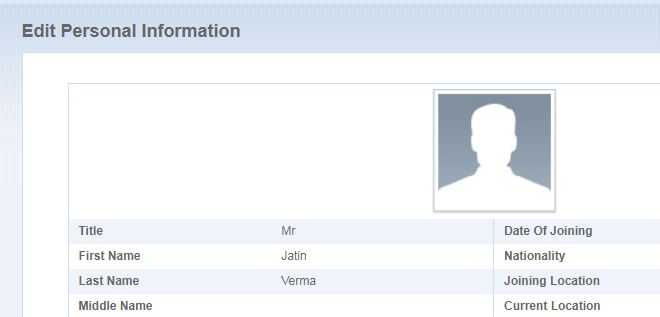 Edit Personal Information
Title Mr Date Of Joining
First Name Jatin Nationality
Last Name Verma Joining Location
Middle Name Current Location